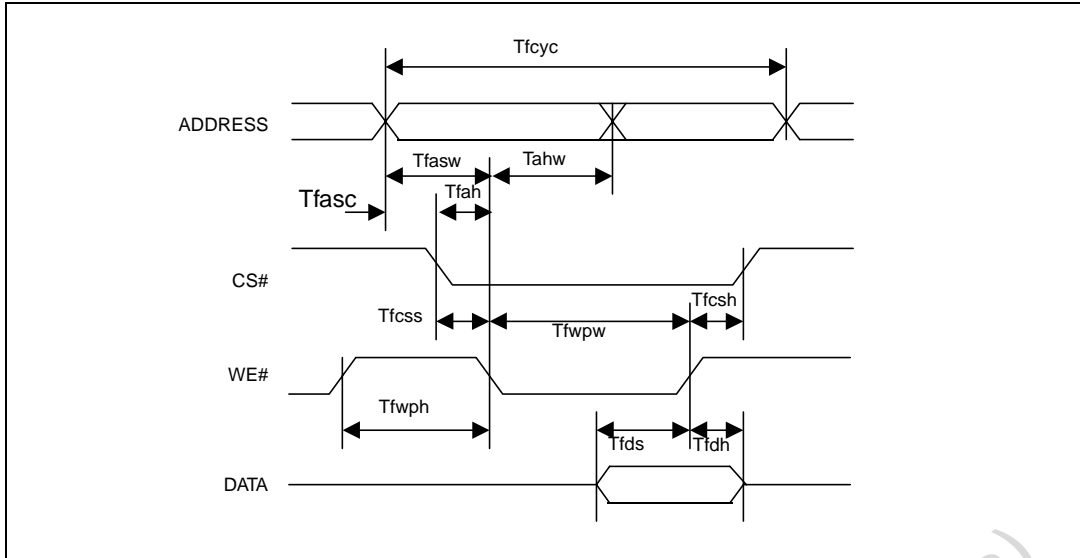 Tfcyc
ADDRESS
Tfasw Tahw
Tfasc Tfah
CS#
Tfcss Tfwpw Tfcsh
WE#
Tfwph
Tfds Tfdh
DATA
)